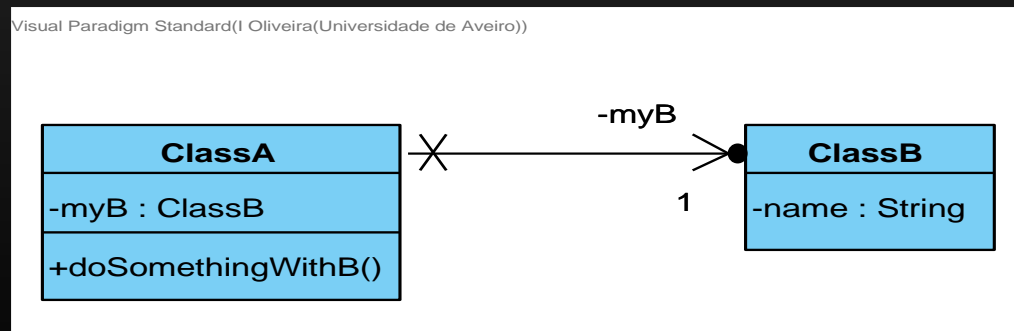 Visual Paradigm Standard(I Oliveira(Universidade de Aveiro))
-myB
ClassA
ClassB
-myB : ClassB
1
-name : String
+doSomethingWithB()